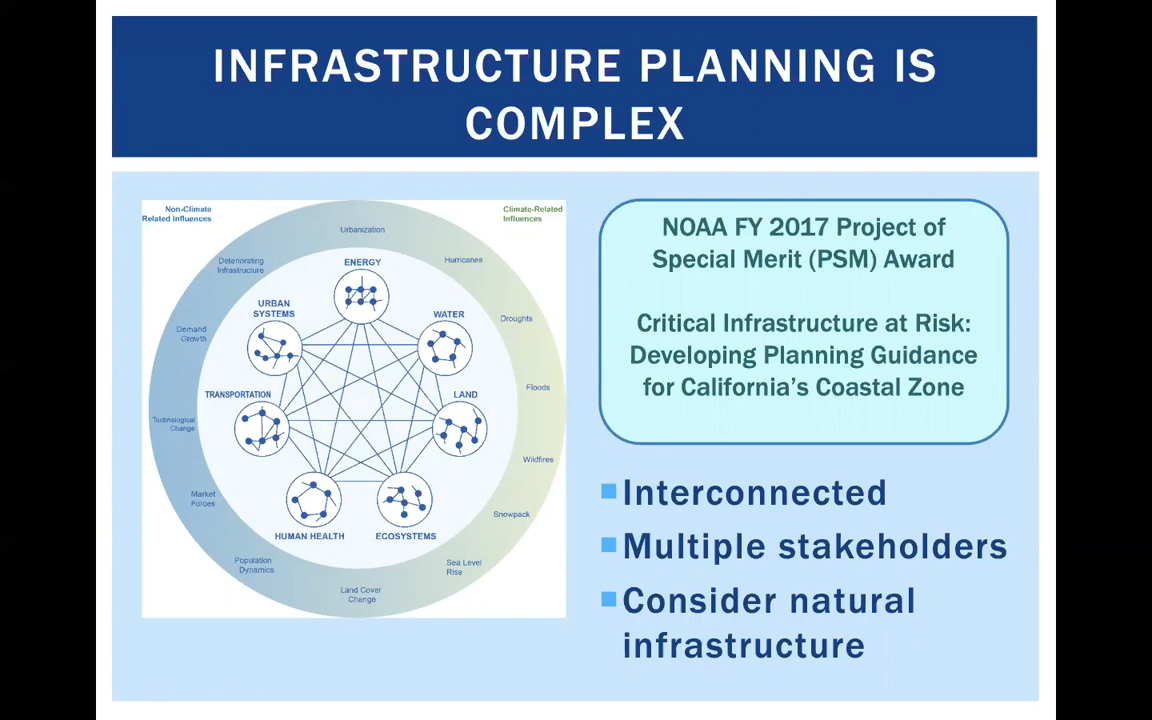 INFRASTRUCTURE PLANNING IS
COMPLEX
Non-Climate
Related Influences
Climate-Related
Influences
Urbanization
Deteriorating
Infrastructure
Hurricanes
ENERGY
URBAN
SYSTEMS
WATER
Demand
Growth
Droughts
TRANSPORTATION
LAND
Floods
Technological
Change
Wildfires
Market
Forces
Snowpack
HUMAN HEALTH
ECOSYSTEMS
Population
Dynamics
Sea Level
Rise
Land Cover
Change
NOAA FY 2017 Project of
Special Merit (PSM) Award
Critical Infrastructure at Risk:
Developing Planning Guidance
for California's Coastal Zone
Interconnected
Multiple stakeholders
Consider natural
infrastructure